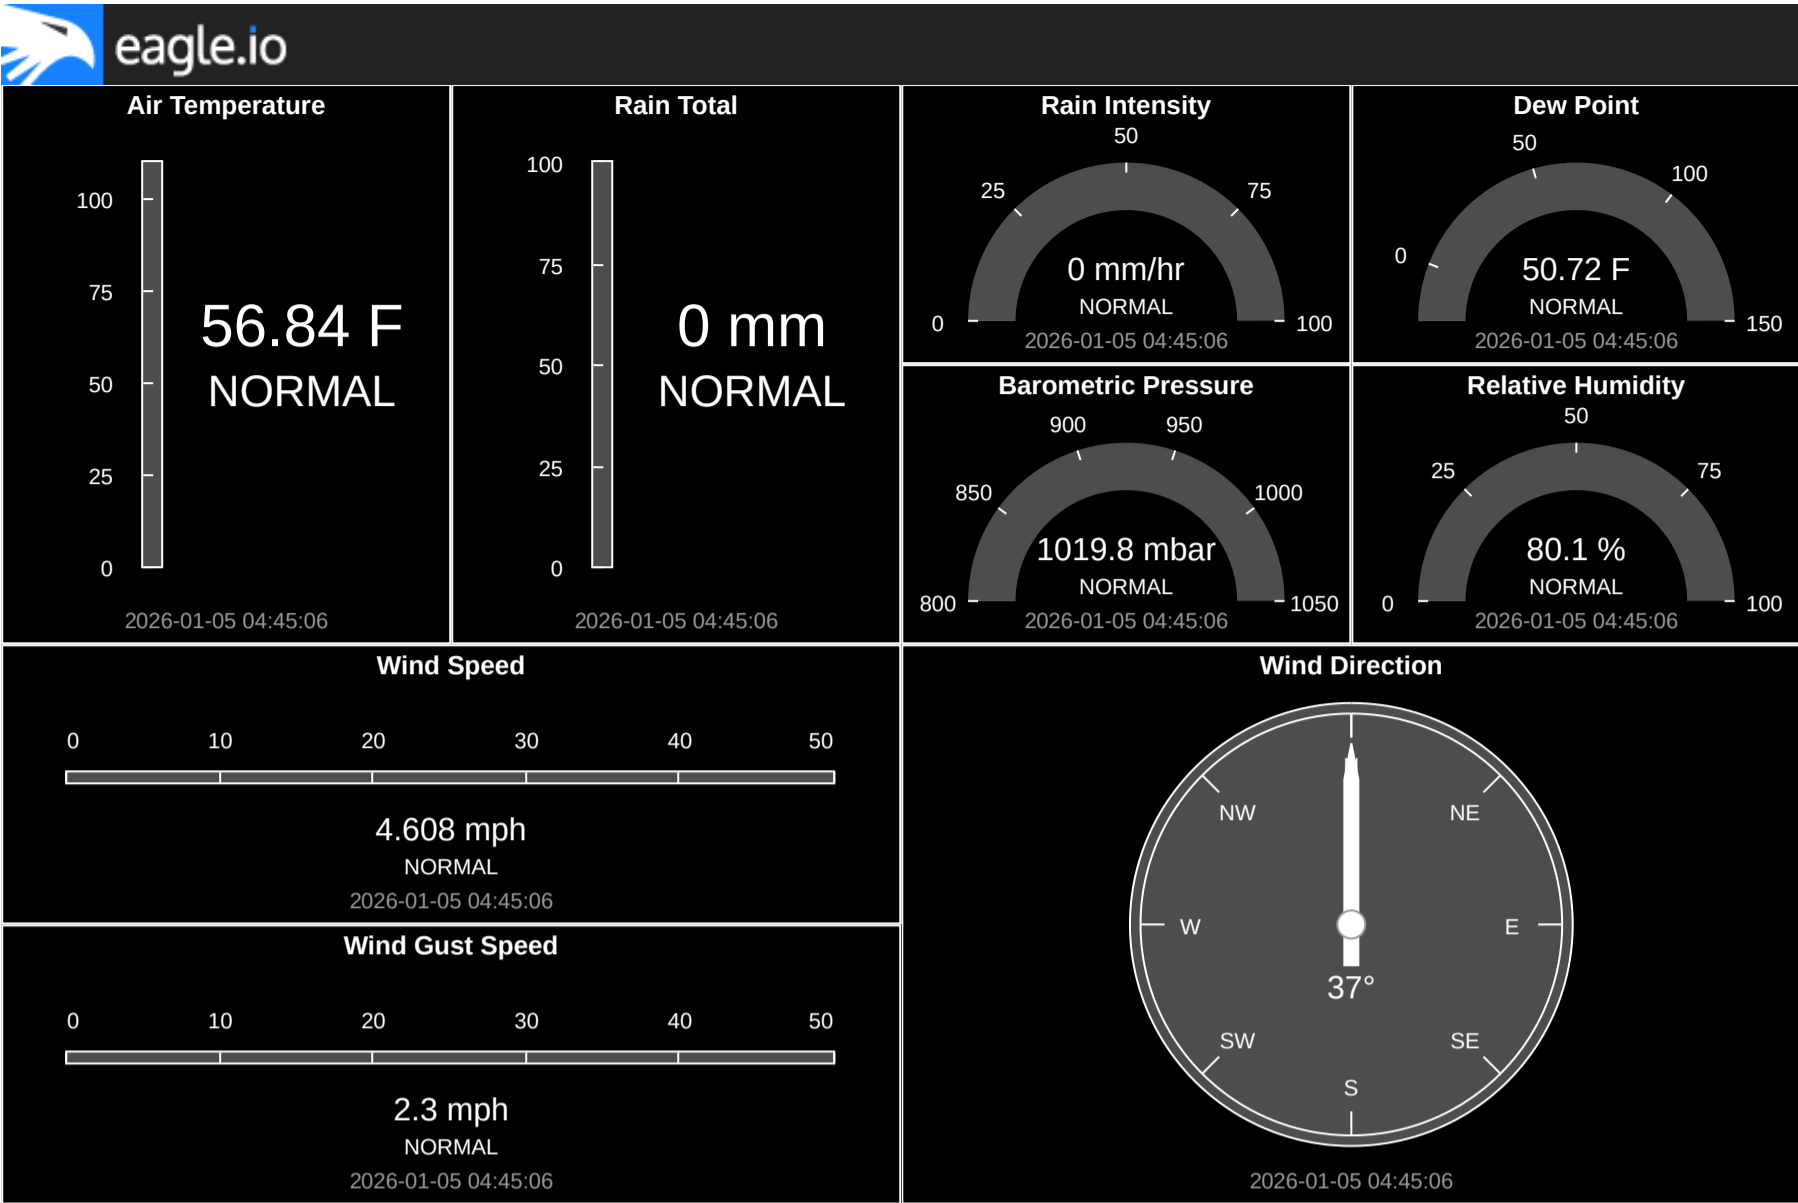 eagle.io
Air Temperature
100
75
50
25
0
56.84 F
NORMAL
2026-01-05 04:45:06
Rain Total
100
75
50
25
0
0 mm
NORMAL
2026-01-05 04:45:06
Rain Intensity
0
25
50
75
100
0 mm/hr
NORMAL
2026-01-05 04:45:06
Dew Point
0
50
100
150
50.72 F
NORMAL
2026-01-05 04:45:06
Barometric Pressure
800
850
900
950
1000
1050
1019.8 mbar
NORMAL
2026-01-05 04:45:06
Relative Humidity
0
25
50
75
100
80.1 %
NORMAL
2026-01-05 04:45:06
Wind Speed
0 10 20 30 40 50
4.608 mph
NORMAL
2026-01-05 04:45:06
Wind Gust Speed
0 10 20 30 40 50
2.3 mph
NORMAL
2026-01-05 04:45:06
Wind Direction
NW NE
W E
37°
SW SE
S
2026-01-05 04:45:06